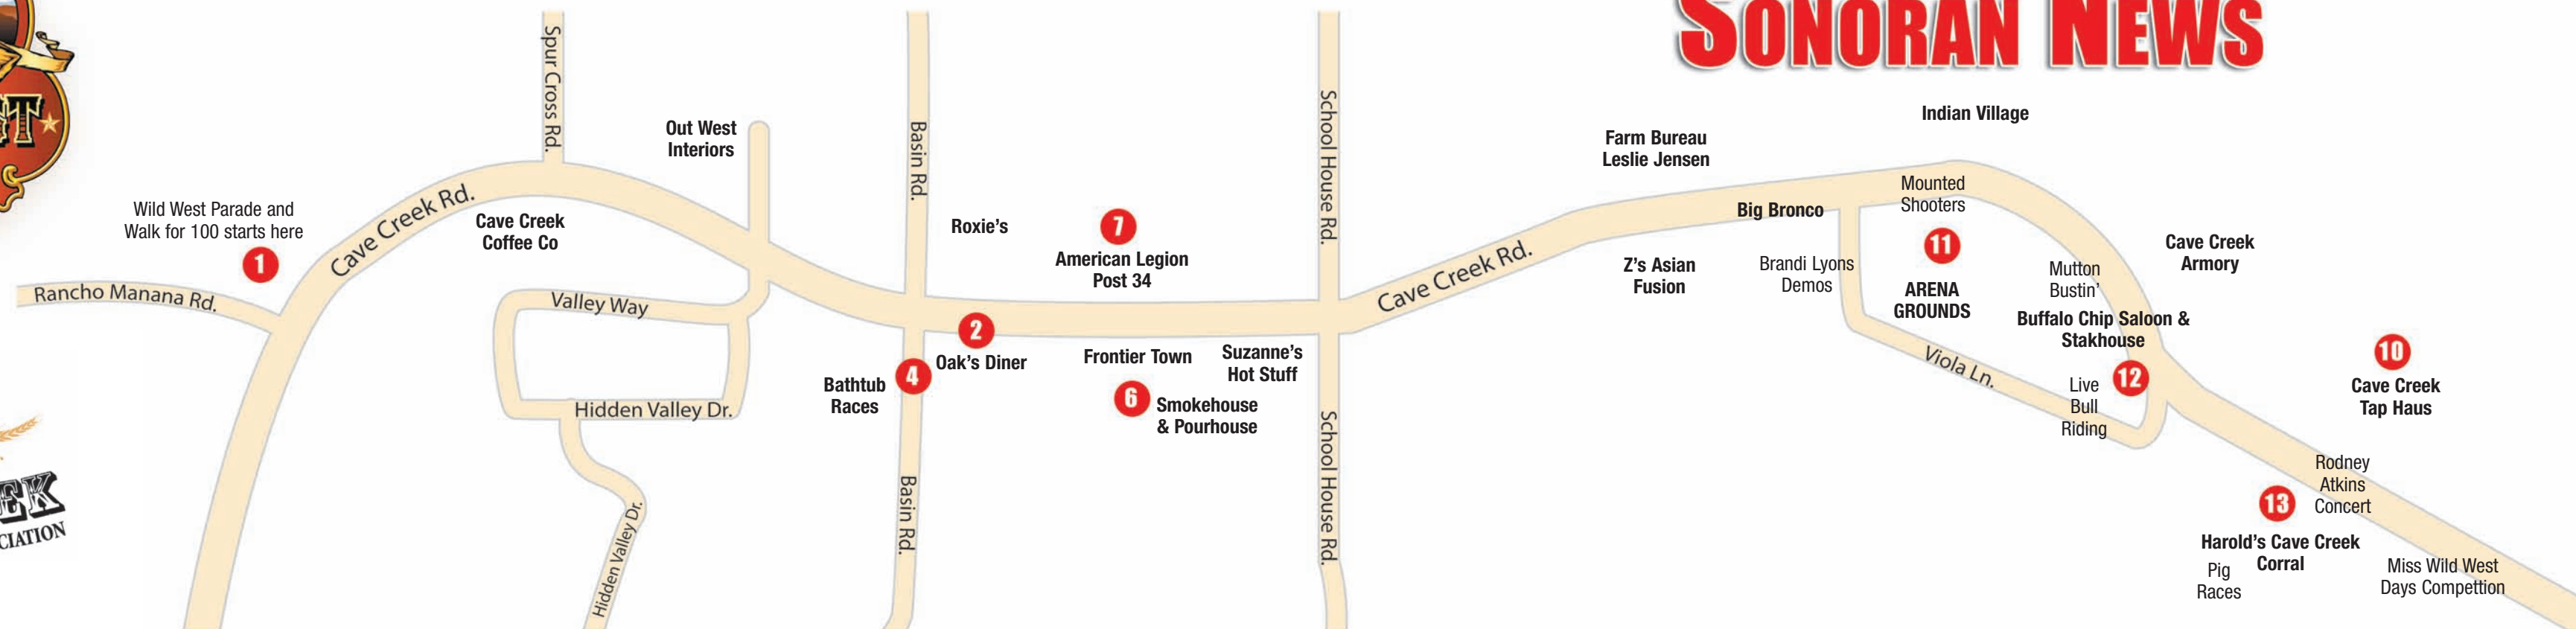 SONORAN NEWS
Spur Cross Rd.
Out West
Interiors
Basin Rd.
School House Rd.
Farm Bureau
Leslie Jensen
Indian Village
Wild West Parade and
Walk for 100 starts here
1
Rancho Manana Rd.
Cave Creek Rd.
Cave Creek
Coffee Co
Valley Way
Hidden Valley Dr.
Hidden Valley Dr.
Roxie's
7
American Legion
Post 34
2
Oak's Diner
4
Bathtub
Races
Basin Rd.
Frontier Town
6
Smokehouse
& Pourhouse
Suzanne's
Hot Stuff
School House Rd.
Cave Creek Rd.
Z's Asian
Fusion
Big Bronco
Brandi Lyons
Demos
Mounted
Shooters
11
ARENA
GROUNDS
Viola Ln.
Mutton
Bustin'
Cave Creek
Armory
Buffalo Chip Saloon &
Stakhouse
12
Live
Bull
Riding
10
Cave Creek
Tap Haus
Rodney
Atkins
Concert
13
Harold's Cave Creek
Corral
Pig
Races
Miss Wild West
Days Compettion
T
EK
CIATION